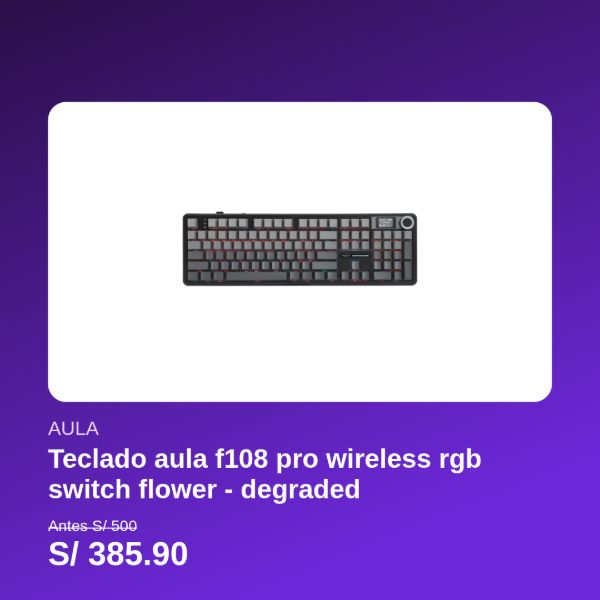 AULA
Teclado aula f108 pro wireless rgb
switch flower - degraded
Antes S/ 500
S/ 385.90